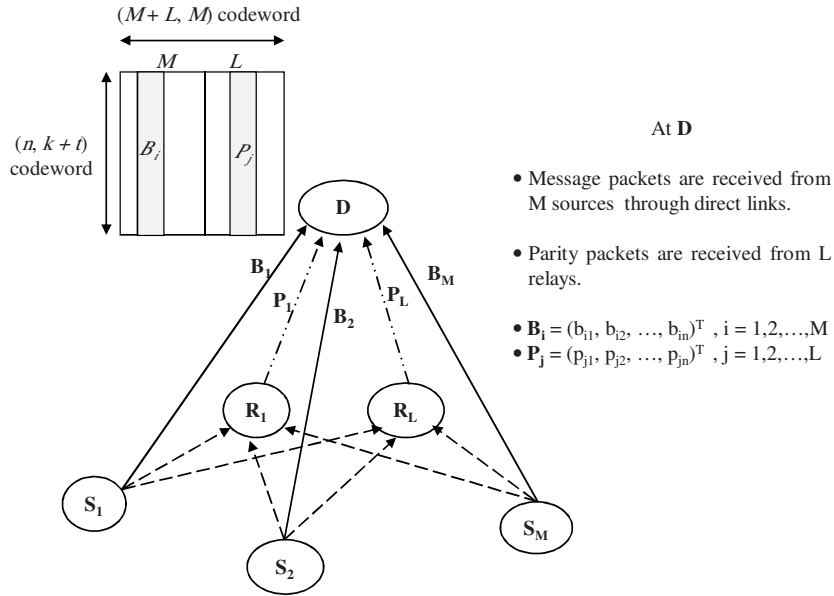 (M+ L, M) codeword
M L
(n, k + t)
codeword
B_i P_j
At D
• Message packets are received from
M sources through direct links.
• Parity packets are received from L
relays.
• B_i = (b_i1, b_i2, …, b_in)^T , i = 1,2,…,M
• P_j = (p_j1, p_j2, …, p_jn)^T , j = 1,2,…,L
D
B_1
P_1
B_2
P_L
B_M
R_1 R_L
S_1
S_2
S_M